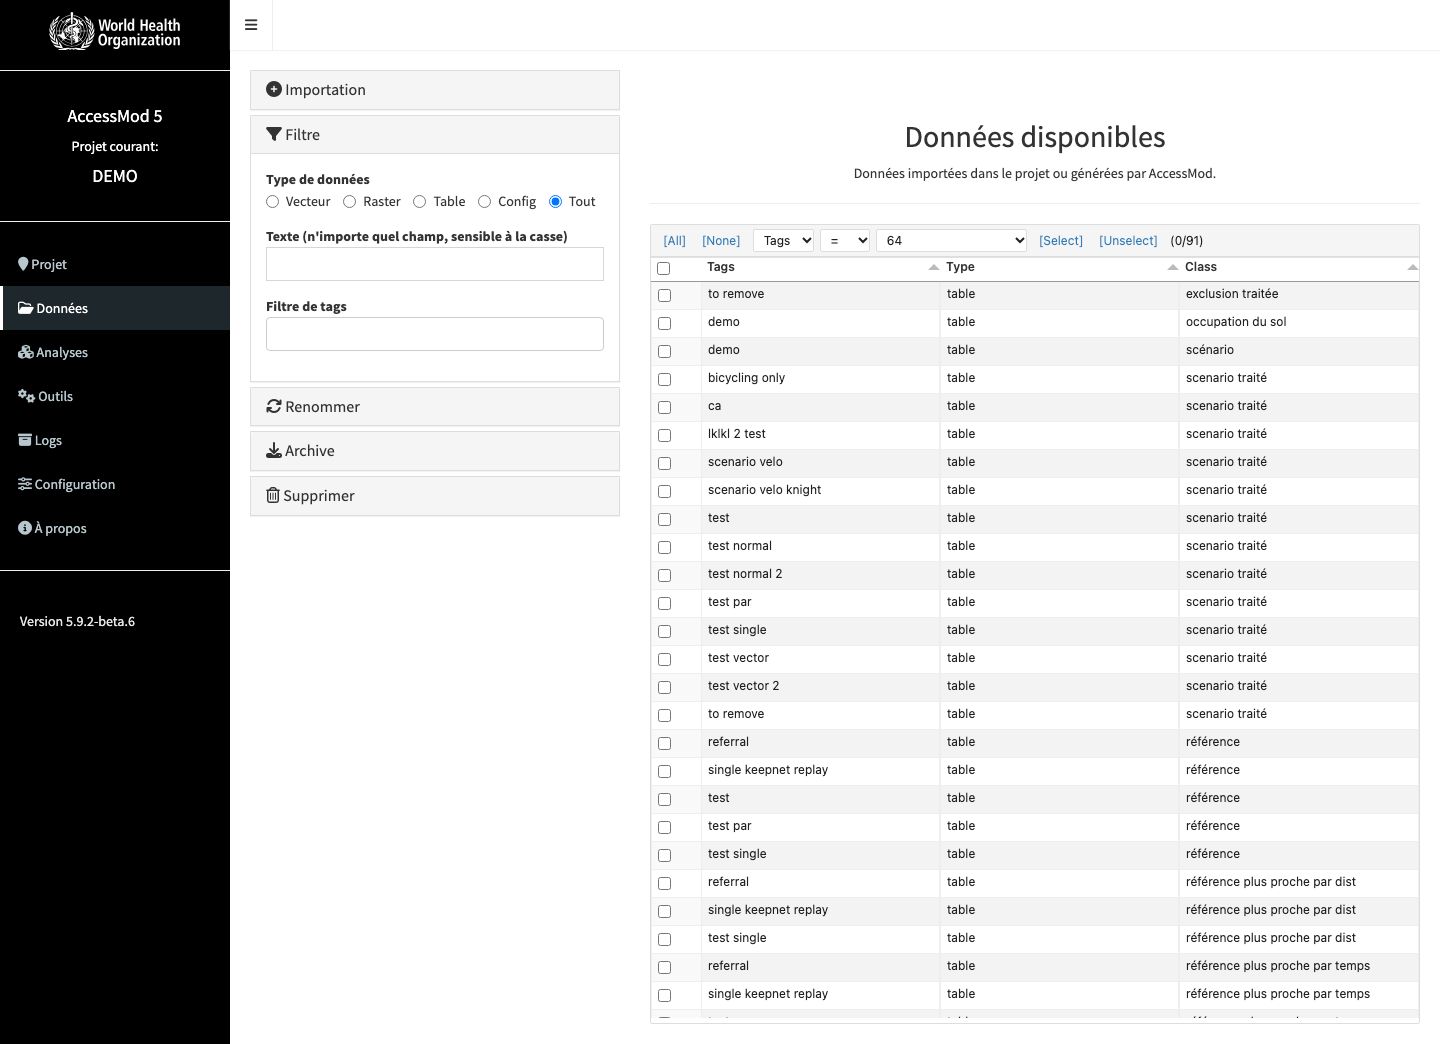 World Health
Organization
AccessMod 5
Projet courant:
DEMO
Projet
Données
Analyses
Outils
Logs
Configuration
À propos
Version 5.9.2-beta.6
Importation
Filtre
Type de données
Vecteur Raster Table Config Tout
Texte (n'importe quel champ, sensible à la casse)
Filtre de tags
Renommer
Archive
Supprimer
Données disponibles
Données importées dans le projet ou générées par AccessMod.
[All] [None] Tags = 64 [Select] [Unselect] (0/91)
Tags Type Class
to remove table exclusion traitée
demo table occupation du sol
demo table scénario
bicycling only table scenario traité
ca table scenario traité
lklkl 2 test table scenario traité
scenario velo table scenario traité
scenario velo knight table scenario traité
test table scenario traité
test normal table scenario traité
test normal 2 table scenario traité
test par table scenario traité
test single table scenario traité
test vector table scenario traité
test vector 2 table scenario traité
to remove table scenario traité
referral table référence
single keepnet replay table référence
test table référence
test par table référence
test single table référence
referral table référence plus proche par dist
single keepnet replay table référence plus proche par dist
test single table référence plus proche par dist
referral table référence plus proche par temps
single keepnet replay table référence plus proche par temps